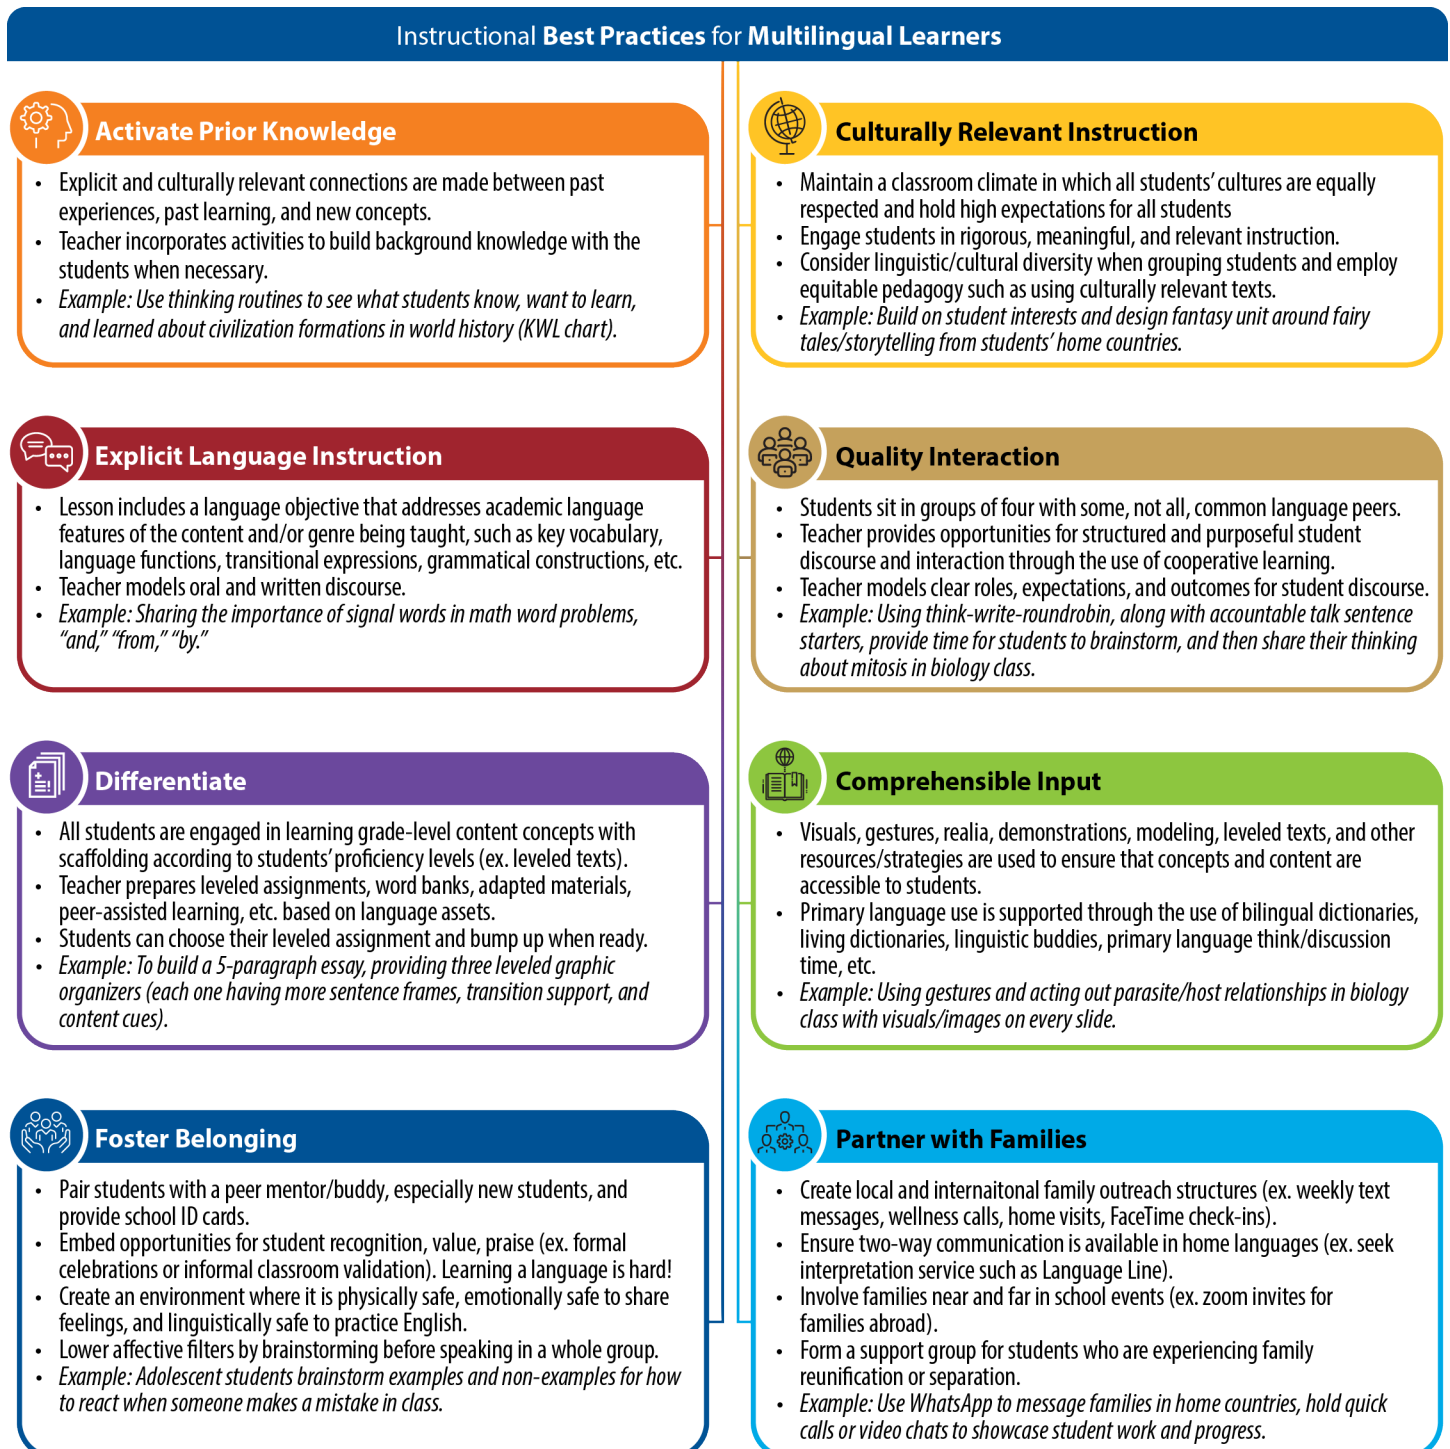 Instructional Best Practices for Multilingual Learners
Activate Prior Knowledge
• Explicit and culturally relevant connections are made between past
experiences, past learning, and new concepts.
• Teacher incorporates activities to build background knowledge with the
students when necessary.
• Example: Use thinking routines to see what students know, want to learn,
and learned about civilization formations in world history (KWL chart).
Culturally Relevant Instruction
• Maintain a classroom climate in which all students’ cultures are equally
respected and hold high expectations for all students
• Engage students in rigorous, meaningful, and relevant instruction.
• Consider linguistic/cultural diversity when grouping students and employ
equitable pedagogy such as using culturally relevant texts.
• Example: Build on student interests and design fantasy unit around fairy
tales/storytelling from students’ home countries.
Explicit Language Instruction
• Lesson includes a language objective that addresses academic language
features of the content and/or genre being taught, such as key vocabulary,
language functions, transitional expressions, grammatical constructions, etc.
• Teacher models oral and written discourse.
• Example: Sharing the importance of signal words in math word problems,
“and,” “from,” “by.”
Quality Interaction
• Students sit in groups of four with some, not all, common language peers.
• Teacher provides opportunities for structured and purposeful student
discourse and interaction through the use of cooperative learning.
• Teacher models clear roles, expectations, and outcomes for student discourse.
• Example: Using think-write-roundrobin, along with accountable talk sentence
starters, provide time for students to brainstorm, and then share their thinking
about mitosis in biology class.
Differentiate
• All students are engaged in learning grade-level content concepts with
scaffolding according to students’ proficiency levels (ex. leveled texts).
• Teacher prepares leveled assignments, word banks, adapted materials,
peer-assisted learning, etc. based on language assets.
• Students can choose their leveled assignment and bump up when ready.
• Example: To build a 5-paragraph essay, providing three leveled graphic
organizers (each one having more sentence frames, transition support, and
content cues).
Comprehensible Input
• Visuals, gestures, realia, demonstrations, modeling, leveled texts, and other
resources/strategies are used to ensure that concepts and content are
accessible to students.
• Primary language use is supported through the use of bilingual dictionaries,
living dictionaries, linguistic buddies, primary language think/discussion
time, etc.
• Example: Using gestures and acting out parasite/host relationships in biology
class with visuals/images on every slide.
Foster Belonging
• Pair students with a peer mentor/buddy, especially new students, and
provide school ID cards.
• Embed opportunities for student recognition, value, praise (ex. formal
celebrations or informal classroom validation). Learning a language is hard!
• Create an environment where it is physically safe, emotionally safe to share
feelings, and linguistically safe to practice English.
• Lower affective filters by brainstorming before speaking in a whole group.
• Example: Adolescent students brainstorm examples and non-examples for how
to react when someone makes a mistake in class.
Partner with Families
• Create local and internaitonal family outreach structures (ex. weekly text
messages, wellness calls, home visits, FaceTime check-ins).
• Ensure two-way communication is available in home languages (ex. seek
interpretation service such as Language Line).
• Involve families near and far in school events (ex. zoom invites for
families abroad).
• Form a support group for students who are experiencing family
reunification or separation.
• Example: Use WhatsApp to message families in home countries, hold quick
calls or video chats to showcase student work and progress.